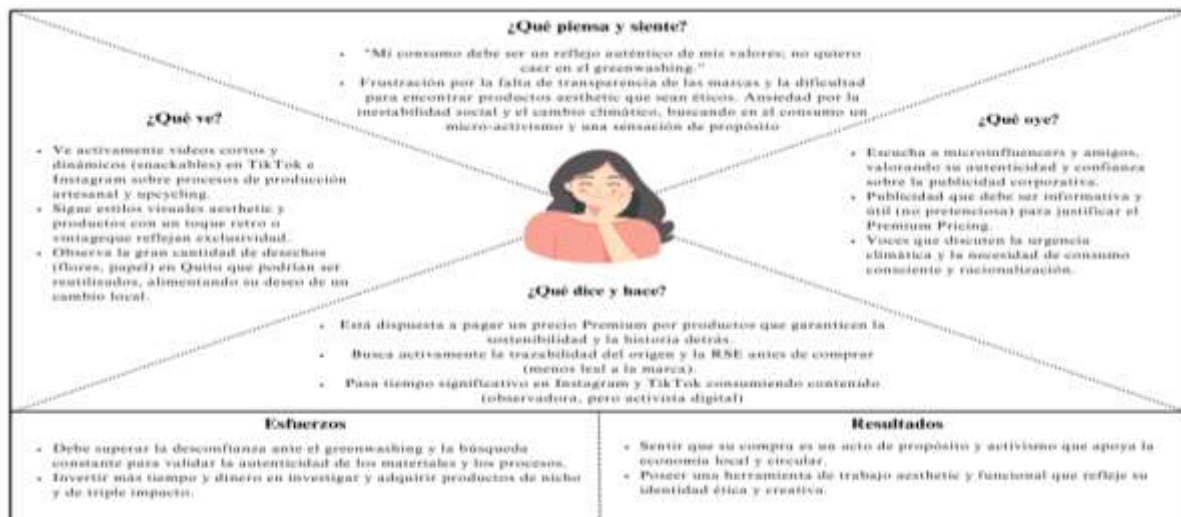 ¿Qué piensa y siente?
• "Mi consumo debe ser un reflejo auténtico de mis valores; no quiero
caer en el greenwashing."
• Frustración por la falta de transparencia de las marcas y la dificultad
para encontrar productos aesthetic que sean éticos. Ansiedad por la
inestabilidad social y el cambio climático, buscando en el consumo un
micro-activismo y una sensación de propósito
¿Qué ve?
• Ve activamente videos cortos y
dinámicos (snackables) en TikTok e
Instagram sobre procesos de producción
artesanal y upcycling.
• Sigue estilos visuales aesthetic y
productos con un toque retro o
vintageque reflejan exclusividad.
• Observa la gran cantidad de desechos
(flores, papel) en Quito que podrían ser
reutilizados, alimentando su deseo de un
cambio local.
¿Qué oye?
• Escucha a microinfluencers y amigos,
valorando su autenticidad y confianza
sobre la publicidad corporativa.
• Publicidad que debe ser informativa y
útil (no pretenciosa) para justificar el
Premium Pricing.
• Voces que discuten la urgencia
climática y la necesidad de consumo
consciente y racionalización.
¿Qué dice y hace?
• Está dispuesta a pagar un precio Premium por productos que garanticen la
sostenibilidad y la historia detrás.
• Busca activamente la trazabilidad del origen y la RSE antes de comprar
(menos leal a la marca).
• Pasa tiempo significativo en Instagram y TikTok consumiendo contenido
(observadora, pero activista digital)
Esfuerzos
• Debe superar la desconfianza ante el greenwashing y la búsqueda
constante para validar la autenticidad de los materiales y los procesos.
• Invertir más tiempo y dinero en investigar y adquirir productos de nicho
y de triple impacto.
Resultados
• Sentir que su compra es un acto de propósito y activismo que apoya la
economía local y circular.
• Poseer una herramienta de trabajo aesthetic y funcional que refleje su
identidad ética y creativa.